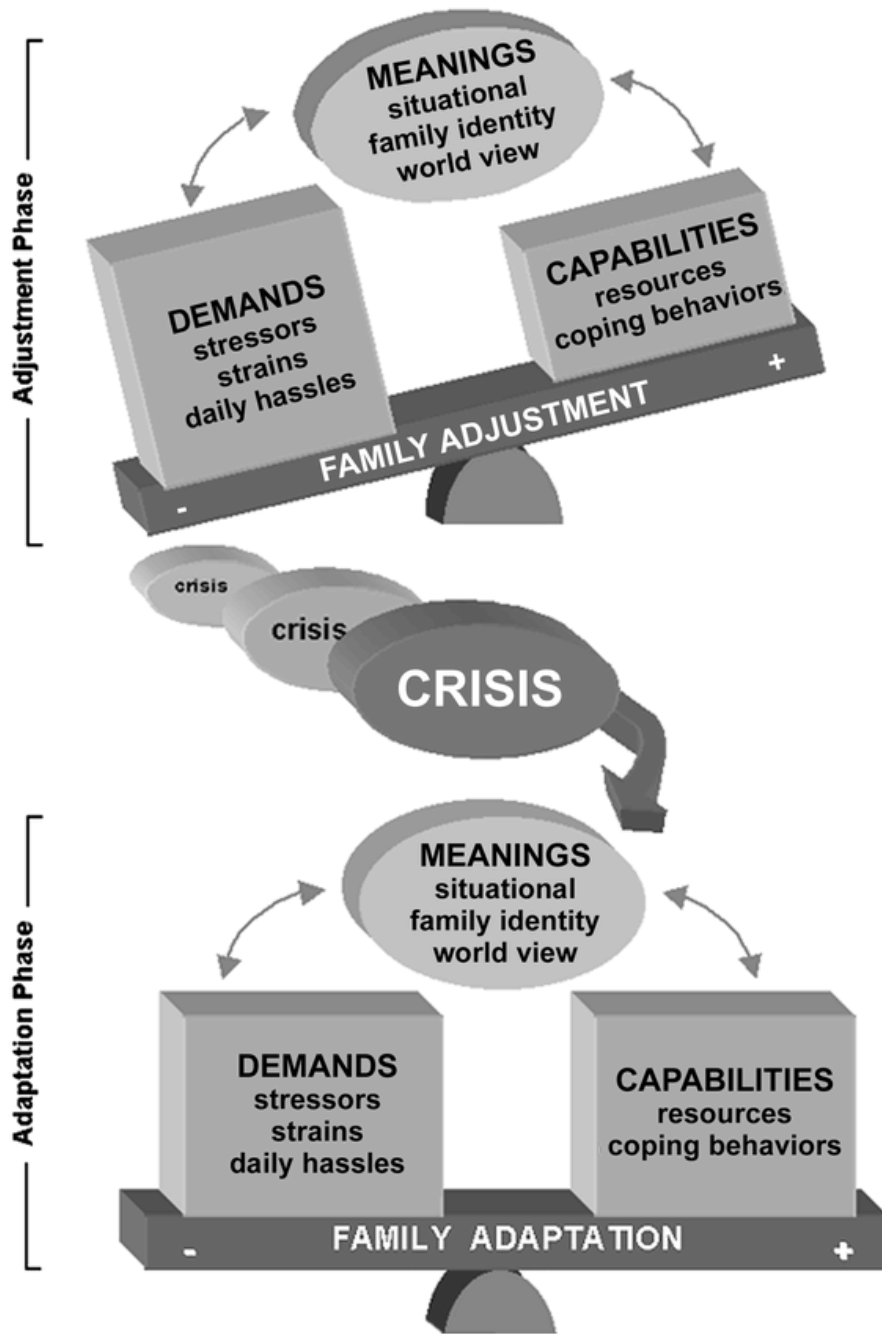 Adjustment Phase
MEANINGS
situational
family identity
world view
DEMANDS
stressors
strains
daily hassles
CAPABILITIES
resources
coping behaviors
- FAMILY ADJUSTMENT +
crisis
crisis
CRISIS
Adaptation Phase
MEANINGS
situational
family identity
world view
DEMANDS
stressors
strains
daily hassles
CAPABILITIES
resources
coping behaviors
- FAMILY ADAPTATION +